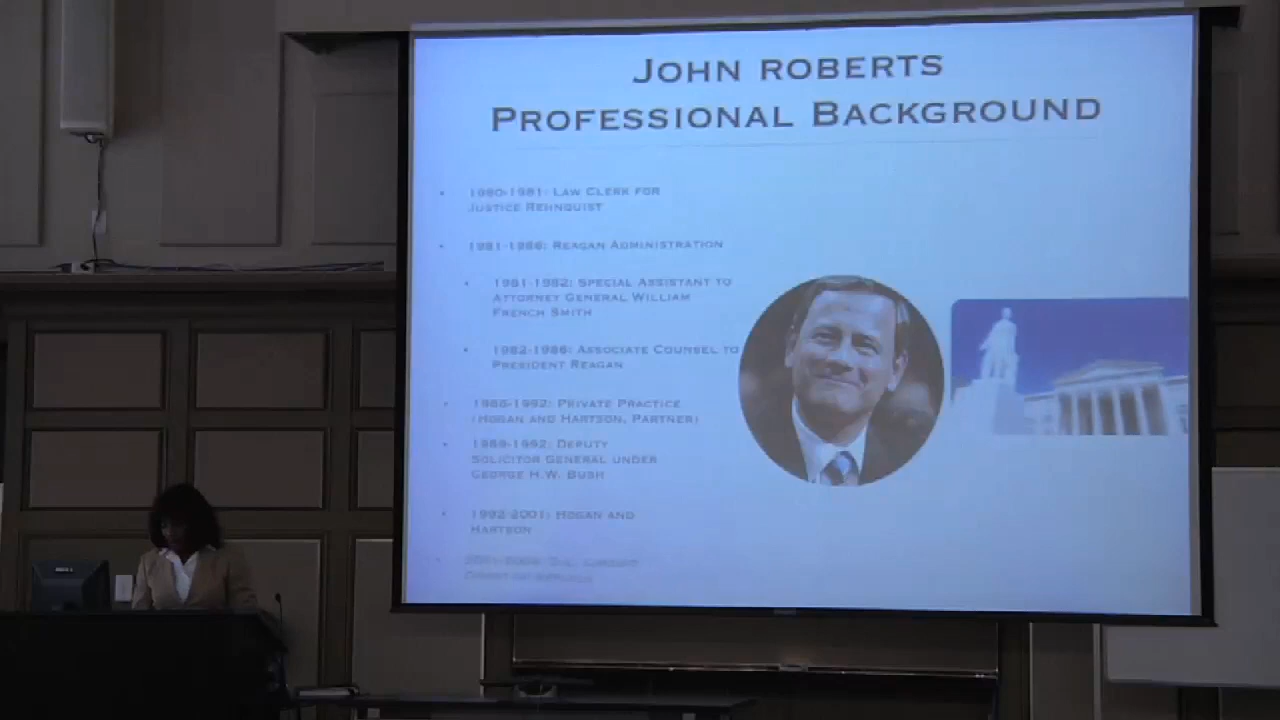 JOHN ROBERTS
PROFESSIONAL BACKGROUND
1980-1981: LAW CLERK FOR
JUSTICE REHNQUIST
1981-1986: REAGAN ADMINISTRATION
1981-1982: SPECIAL ASSISTANT TO
ATTORNEY GENERAL WILLIAM
FRENCH SMITH
1982-1986: ASSOCIATE COUNSEL TO
PRESIDENT REAGAN
1986-1992: PRIVATE PRACTICE
(HOGAN AND HARTSON, PARTNER)
1989-1992: DEPUTY
SOLICITOR GENERAL UNDER
GEORGE H.W. BUSH
1992-2001: HOGAN AND
HARTSON